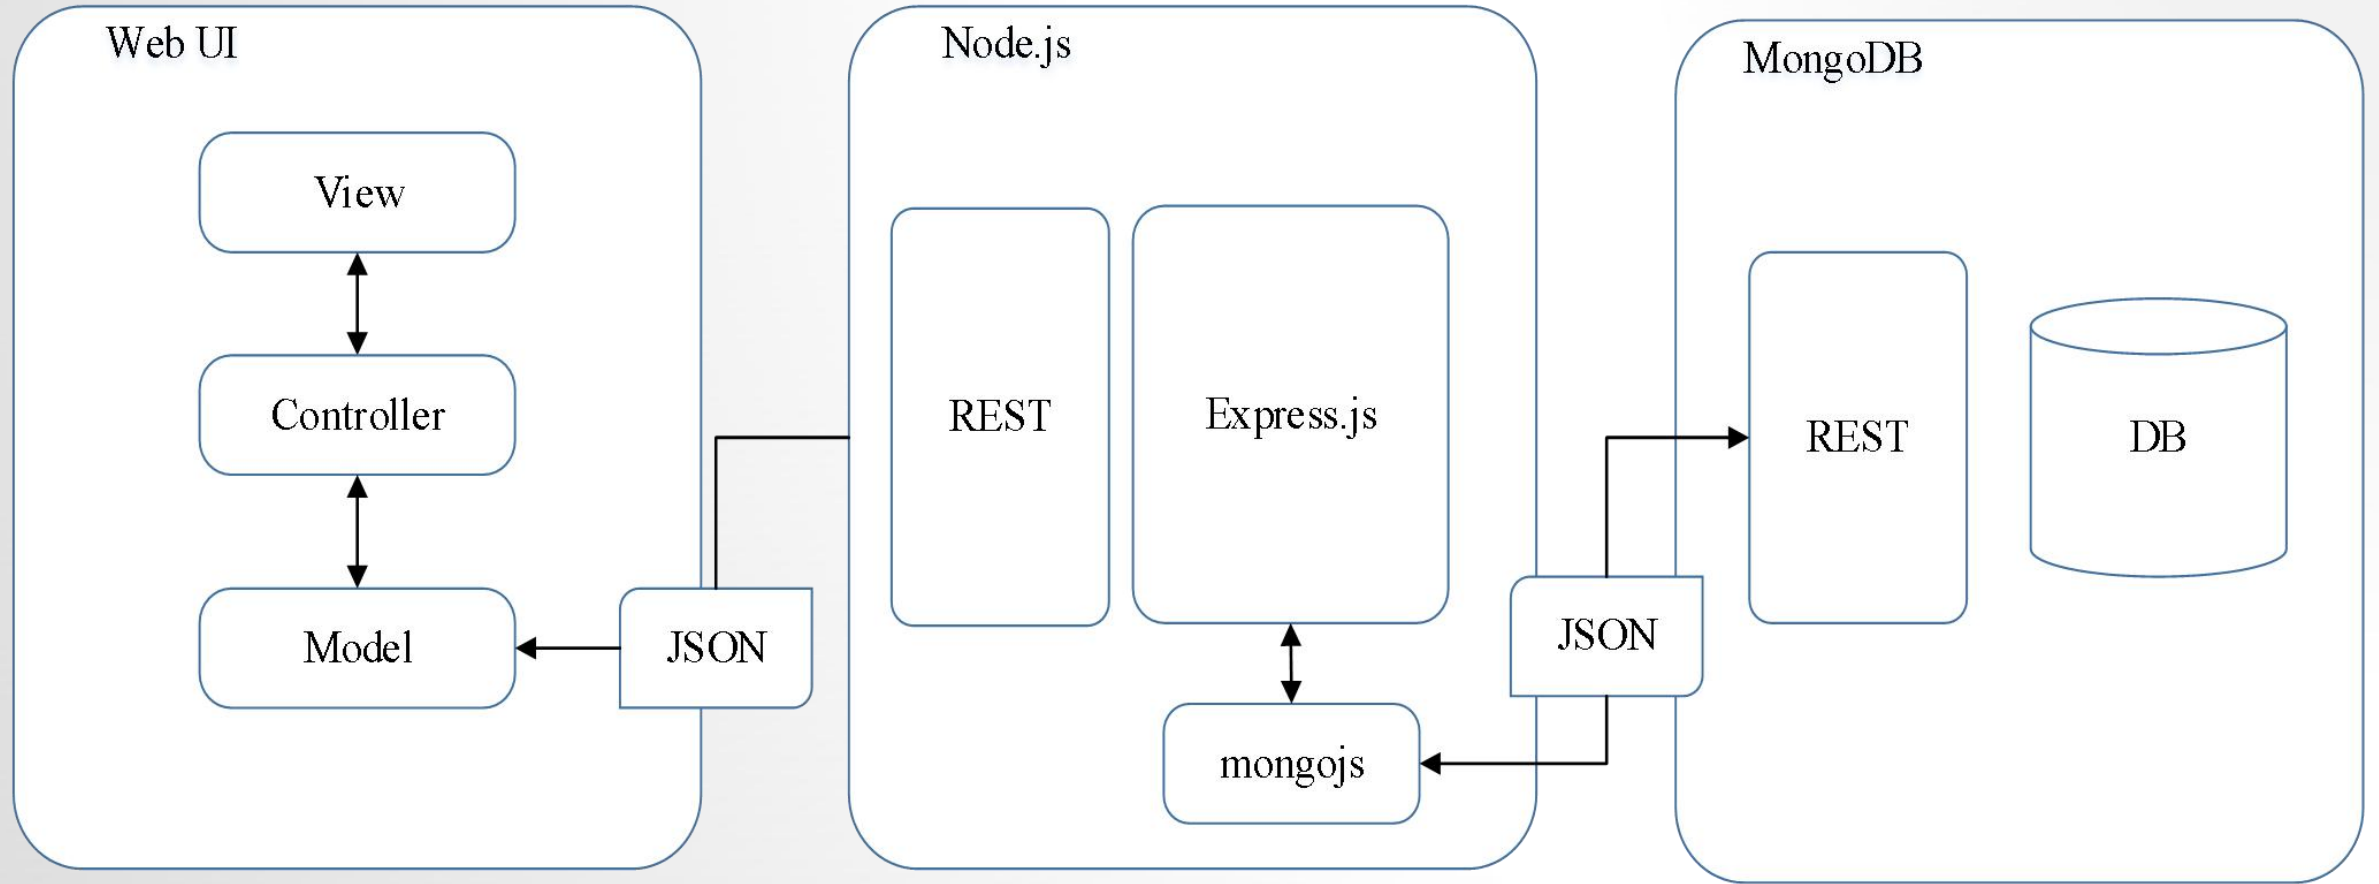 Web UI
View
Controller
Model
JSON
Node.js
REST
Express.js
mongojs
JSON
MongoDB
REST
DB